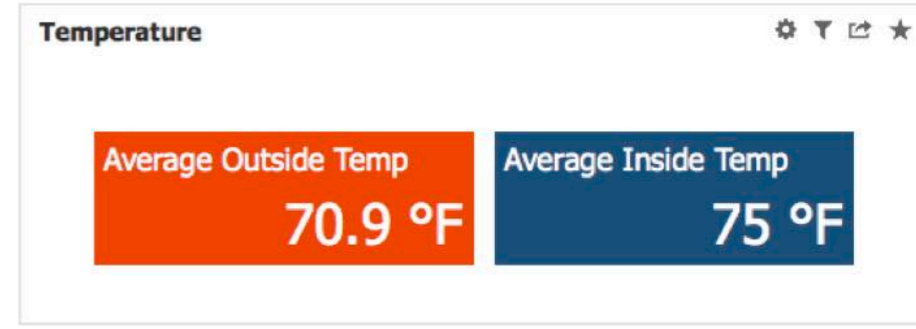 Temperature
Average Outside Temp
70.9 °F
Average Inside Temp
75 °F